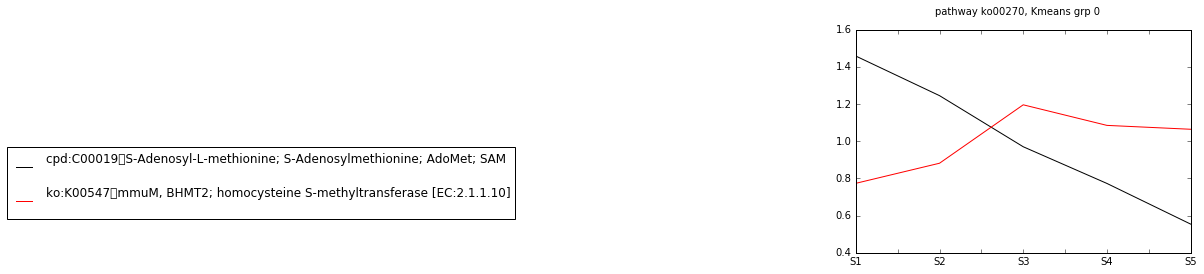 pathway ko00270, Kmeans grp 0
1.6
1.4
1.2
1.0
0.8
0.6
0.4
S1 S2 S3 S4 S5
cpd:C00019▯S-Adenosyl-L-methionine; S-Adenosylmethionine; AdoMet; SAM
ko:K00547▯mmuM, BHMT2; homocysteine S-methyltransferase [EC:2.1.1.10]